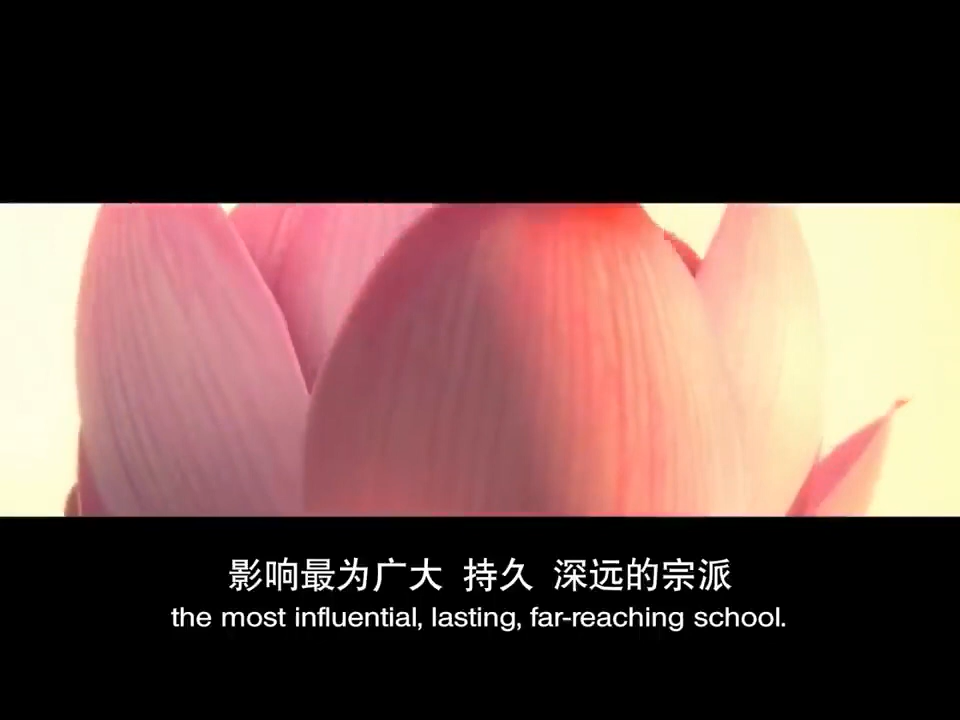 影响最为广大 持久 深远的宗派
the most influential, lasting, far-reaching school.